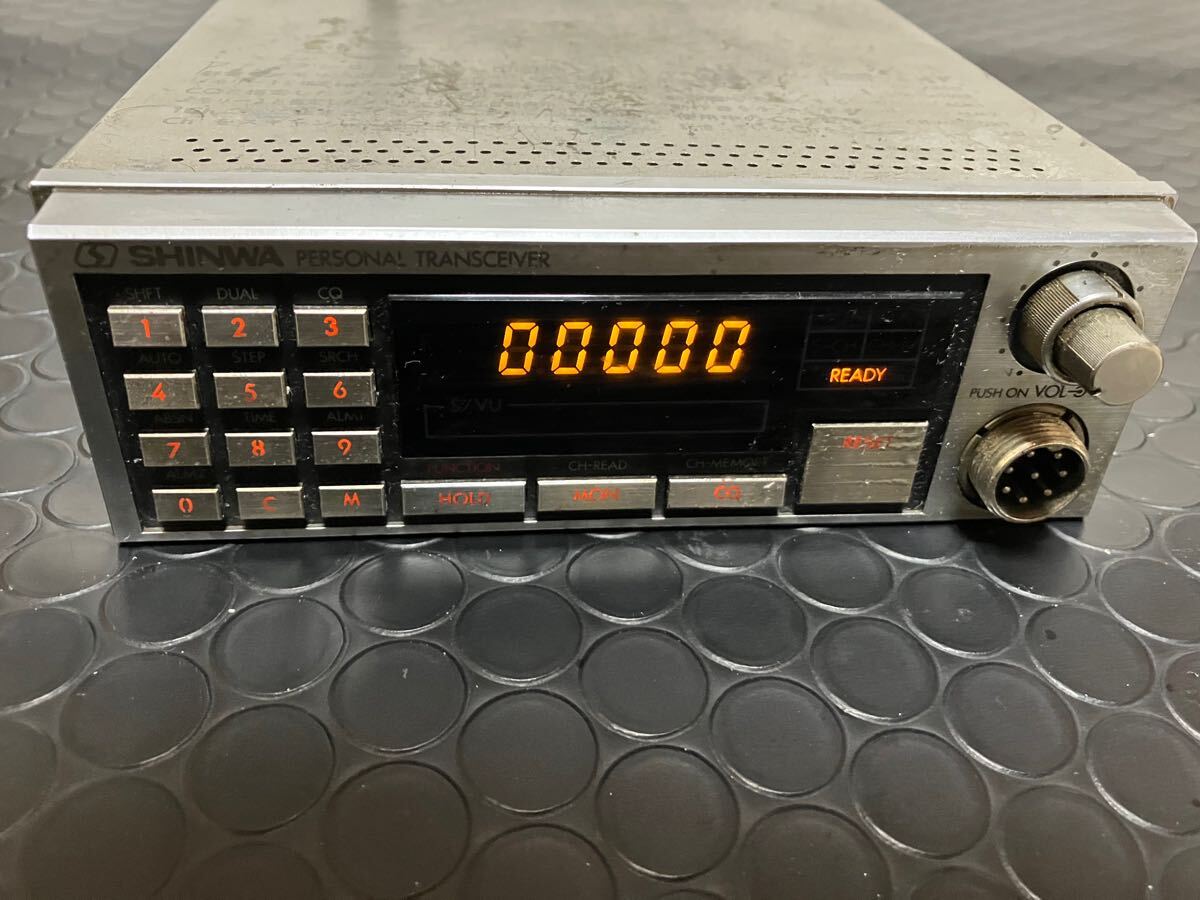 SHINWA PERSONAL TRANSCEIVER
SHFT DUAL CQ
1 2 3
AUTO STEP SRCH
4 5 6
TIME ALMT
7 8 9
0 C M
00000
READY
S/VU
FUNCTION CH-READ CH-MEMORY
HOLD MON CQ
RESET
PUSH ON VOL